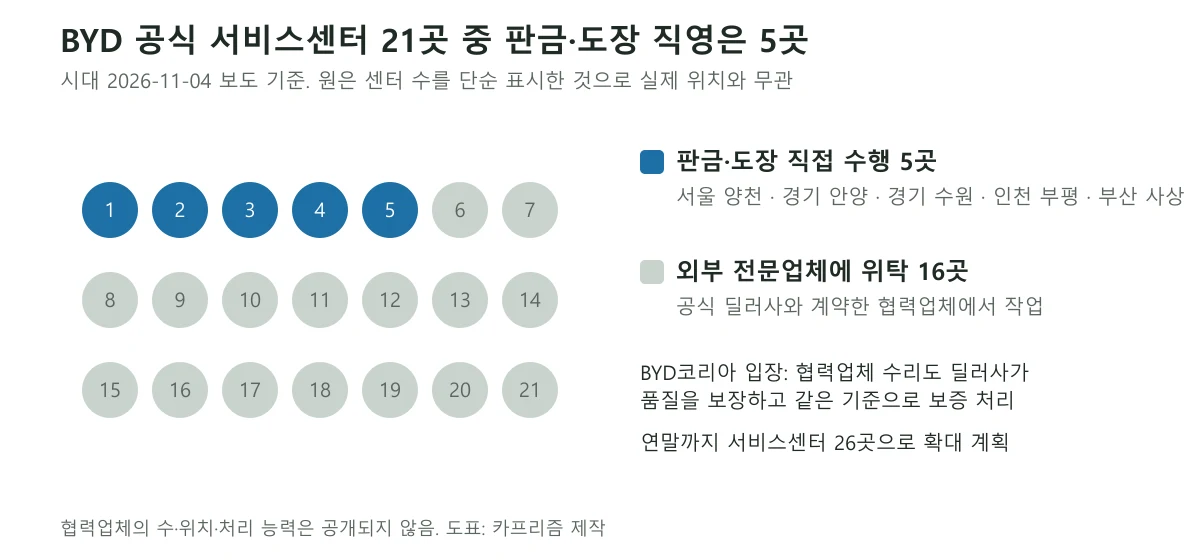 BYD 공식 서비스센터 21곳 중 판금·도장 직영은 5곳
시대 2026-11-04 보도 기준. 원은 센터 수를 단순 표시한 것으로 실제 위치와 무관
1 2 3 4 5 6 7
8 9 10 11 12 13 14
15 16 17 18 19 20 21
판금·도장 직접 수행 5곳
서울 양천 · 경기 안양 · 경기 수원 · 인천 부평 · 부산 사상
외부 전문업체에 위탁 16곳
공식 딜러사와 계약한 협력업체에서 작업
BYD코리아 입장: 협력업체 수리도 딜러사가
품질을 보장하고 같은 기준으로 보증 처리
연말까지 서비스센터 26곳으로 확대 계획
협력업체의 수·위치·처리 능력은 공개되지 않음. 도표: 카프리즘 제작